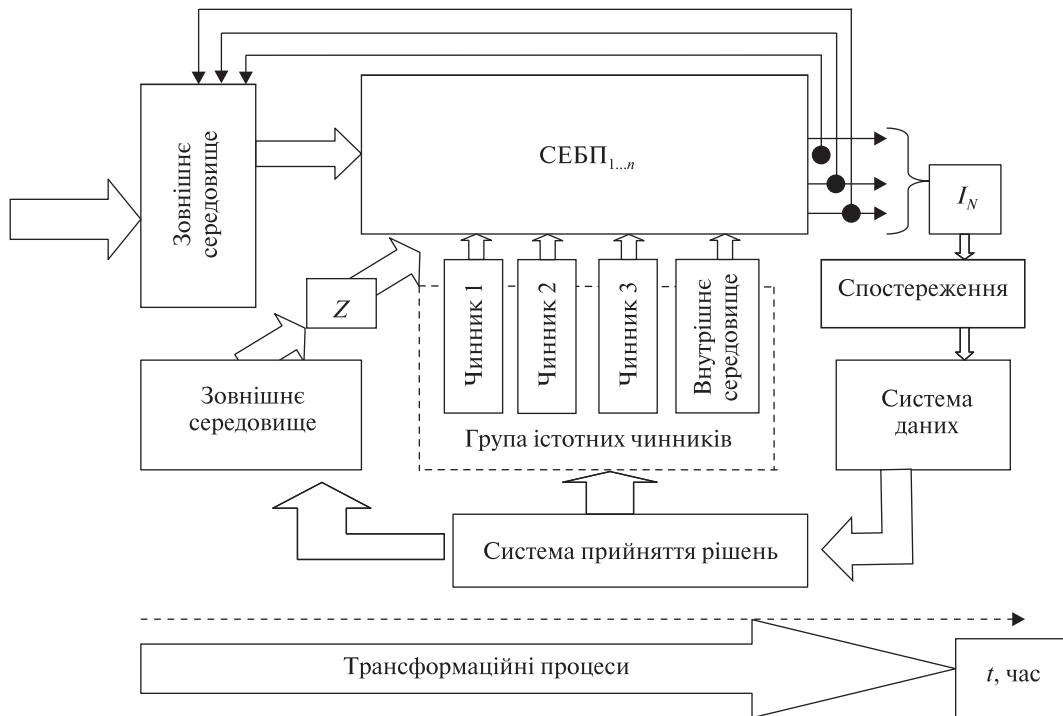 Зовнішнє
середовище
СЕБП1...n
I_N
Z
Чинник 1
Чинник 2
Чинник 3
Внутрішнє
середовище
Спостереження
Зовнішнє
середовище
Група істотних чинників
Система
даних
Система прийняття рішень
Трансформаційні процеси
t, час